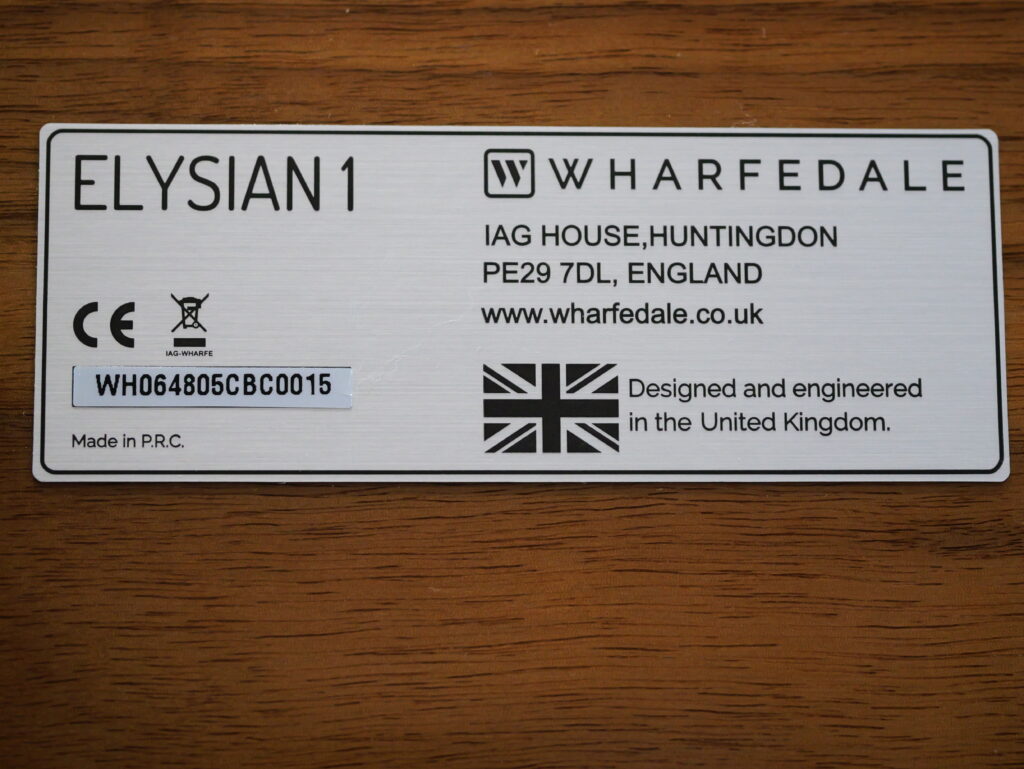 ELYSIAN 1
CE
IAG-WHARFE
WH064805CBC0015
Made in P.R.C.
W WHARFEDALE
IAG HOUSE,HUNTINGDON
PE29 7DL, ENGLAND
www.wharfedale.co.uk
Designed and engineered
in the United Kingdom.